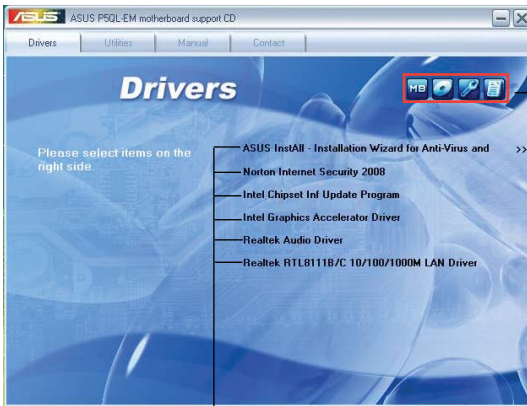 ASUS ASUS P5QL-EM motherboard support CD
Drivers Utilities Manual Contact
Drivers
MB
Please select items on the
right side.
ASUS InstAll - Installation Wizard for Anti-Virus and >>
Norton Internet Security 2008
Intel Chipset Inf Update Program
Intel Graphics Accelerator Driver
Realtek Audio Driver
Realtek RTL8111B/C 10/100/1000M LAN Driver